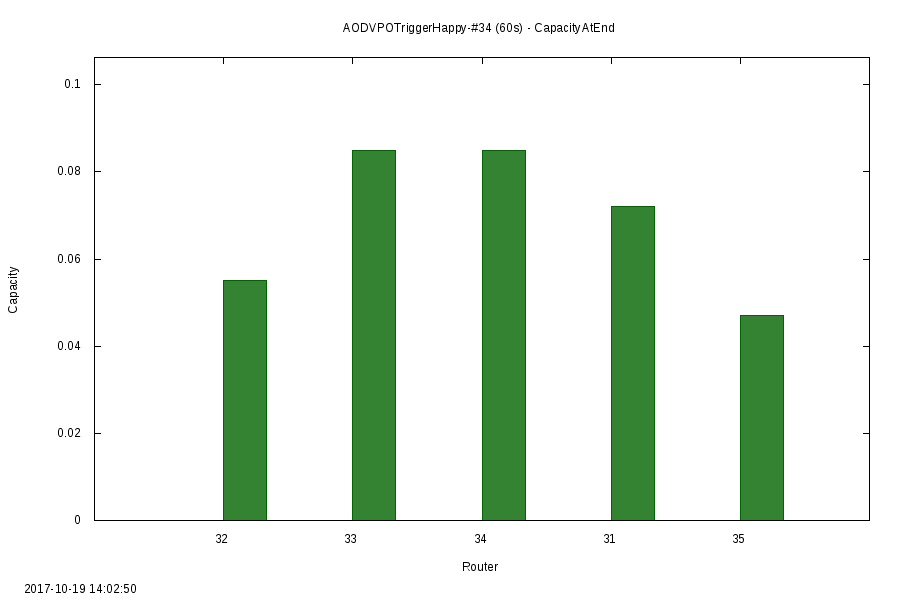 AODVPOTriggerHappy-#34 (60s) - CapacityAtEnd
0.1
0.08
0.06
0.04
0.02
0
Capacity
32 33 34 31 35
Router
2017-10-19 14:02:50